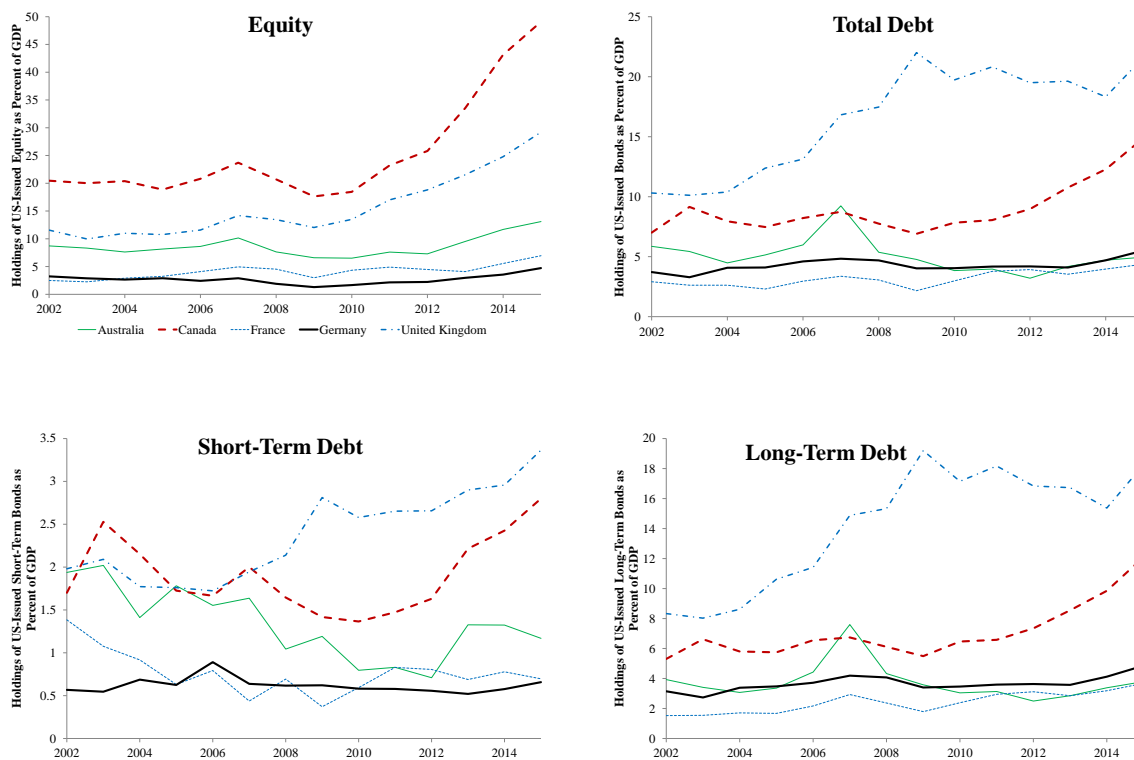 Equity
Holdings of US-Issued Equity as Percent of GDP
50
45
40
35
30
25
20
15
10
5
0
2002 2004 2006 2008 2010 2012 2014
Australia Canada France Germany United Kingdom
Total Debt
Holdings of US-Issued Bonds as Percent of GDP
25
20
15
10
5
0
2002 2004 2006 2008 2010 2012 2014
Short-Term Debt
Holdings of US-Issued Short-Term Bonds as
Percent of GDP
3.5
3
2.5
2
1.5
1
0.5
0
2002 2004 2006 2008 2010 2012 2014
Long-Term Debt
Holdings of US-Issued Long-Term Bonds as
Percent of GDP
20
18
16
14
12
10
8
6
4
2
0
2002 2004 2006 2008 2010 2012 2014